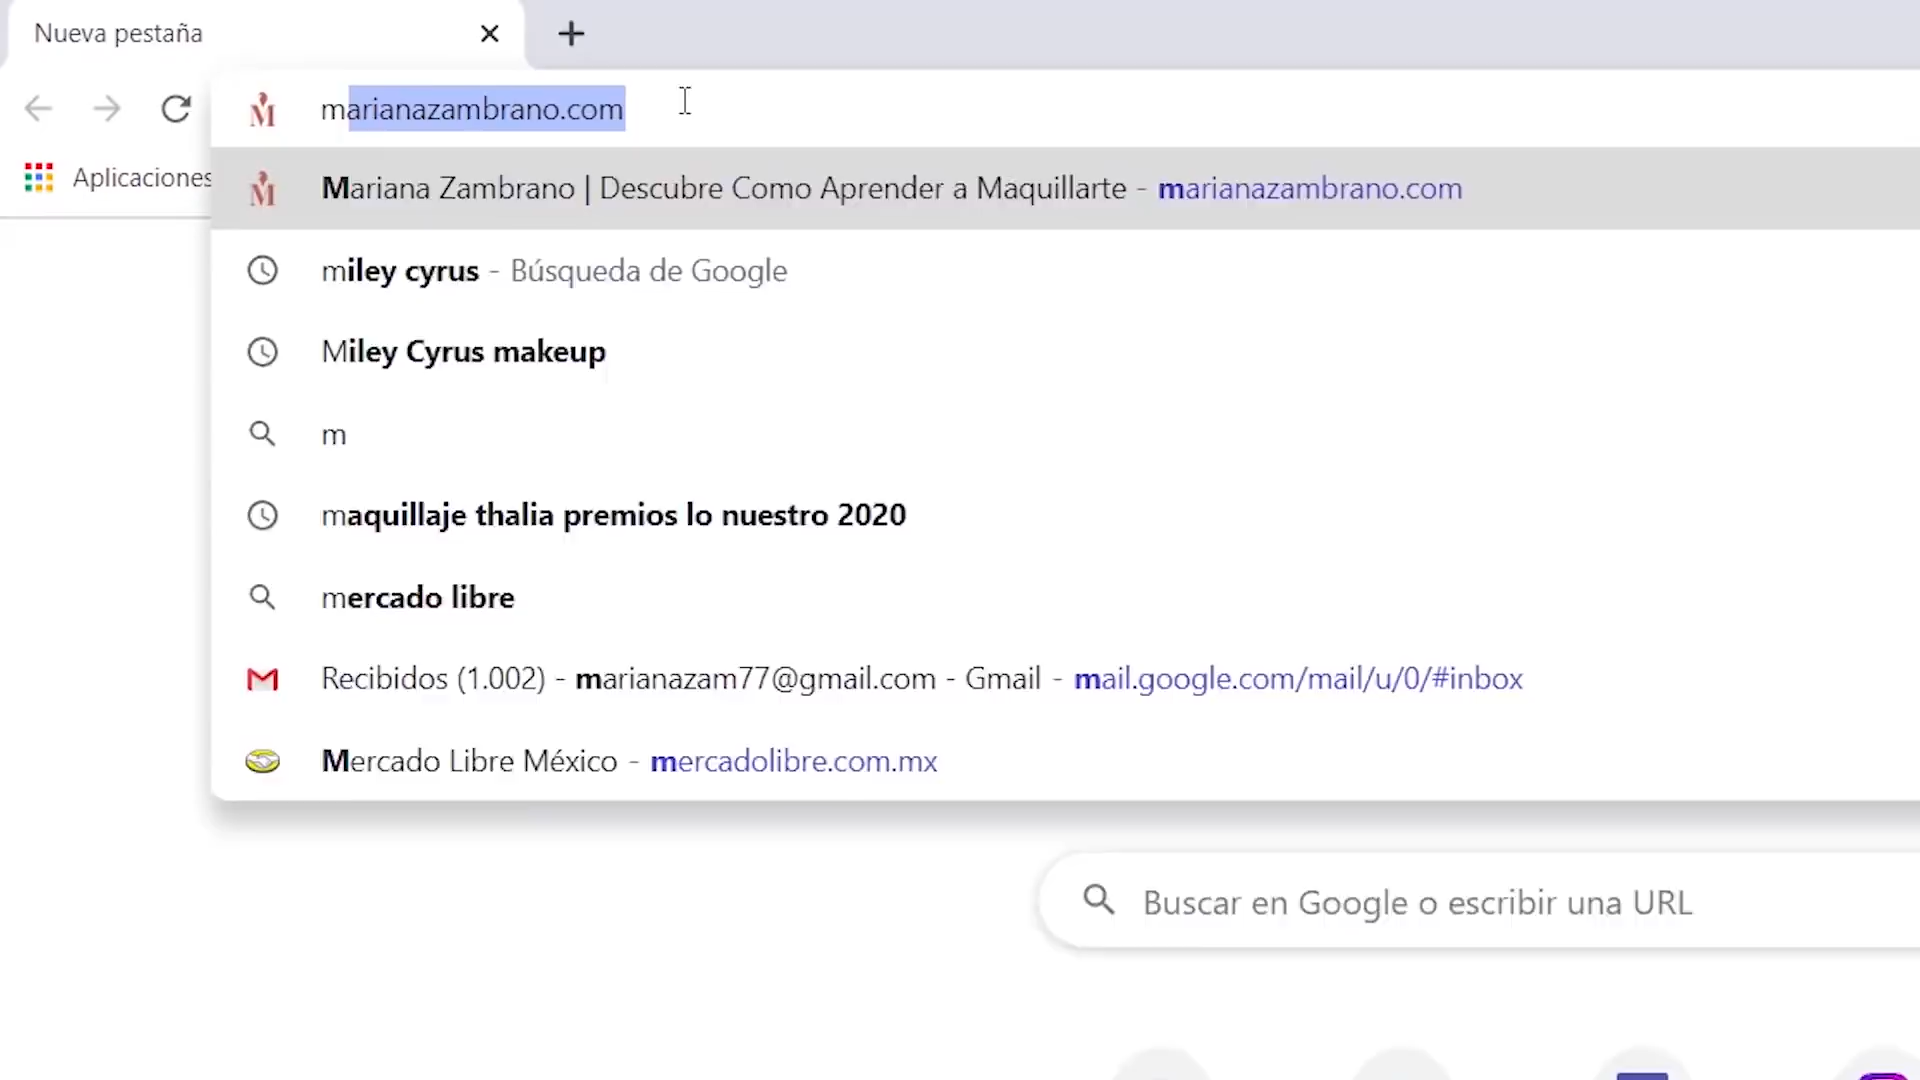 Nueva pestaña
marianazambrano.com
Aplicaciones
Mariana Zambrano | Descubre Como Aprender a Maquillarte - marianazambrano.com
miley cyrus - Búsqueda de Google
Miley Cyrus makeup
m
maquillaje thalia premios lo nuestro 2020
mercado libre
Recibidos (1.002) - marianazam77@gmail.com - Gmail - mail.google.com/mail/u/0/#inbox
Mercado Libre México - mercadolibre.com.mx
Buscar en Google o escribir una URL